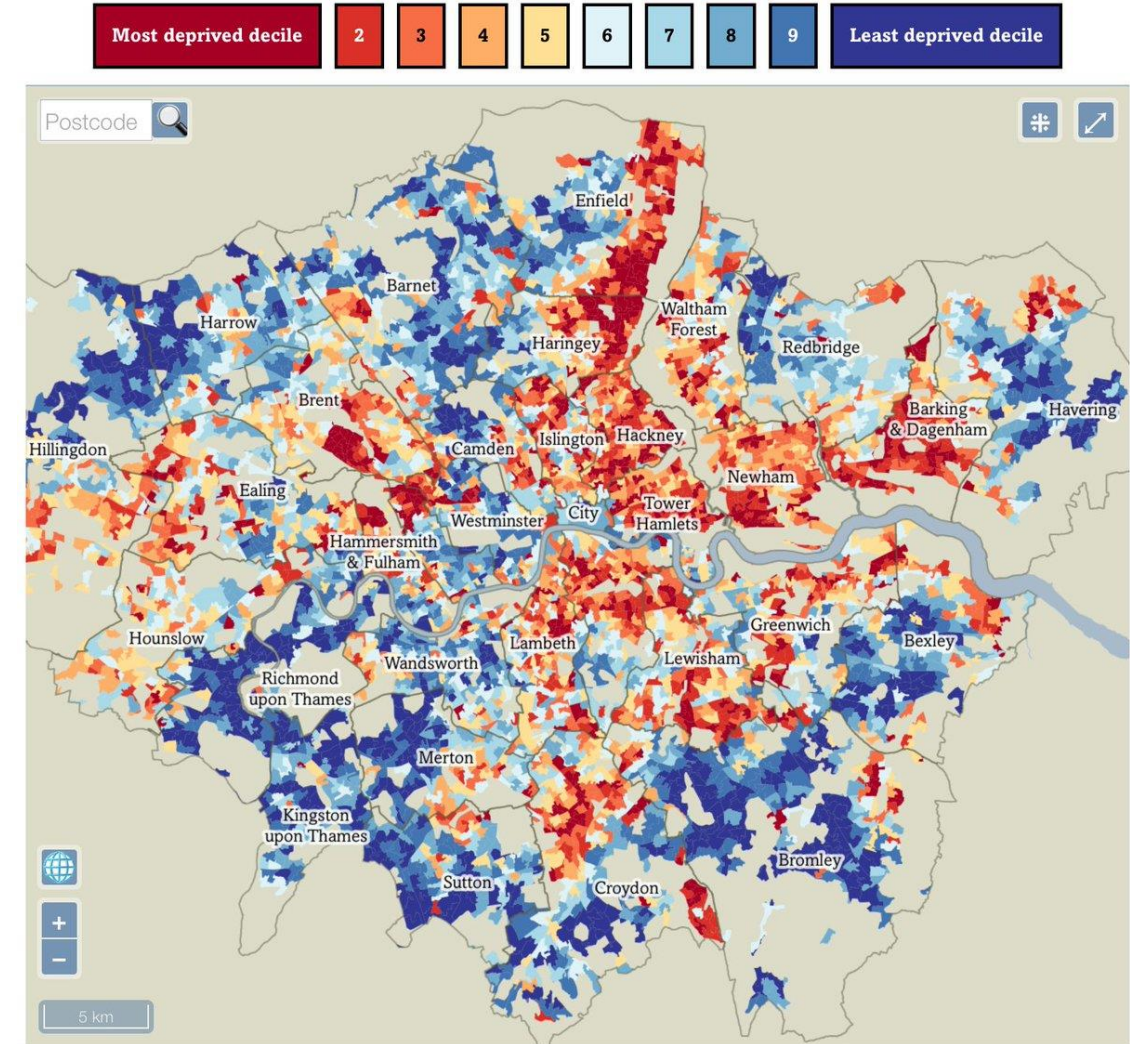 Most deprived decile 2 3 4 5 6 7 8 9 Least deprived decile
Postcode
Enfield
Barnet
Harrow
Waltham
Forest
Haringey
Redbridge
Brent
Barking
& Dagenham
Havering
Hillingdon
Camden
Islington
Hackney
Newham
Ealing
Westminster
City
Tower
Hamlets
Hammersmith
& Fulham
Hounslow
Lambeth
Greenwich
Bexley
Wandsworth
Lewisham
Richmond
upon Thames
Merton
Kingston
upon Thames
Sutton
Croydon
Bromley
+
−
5 km